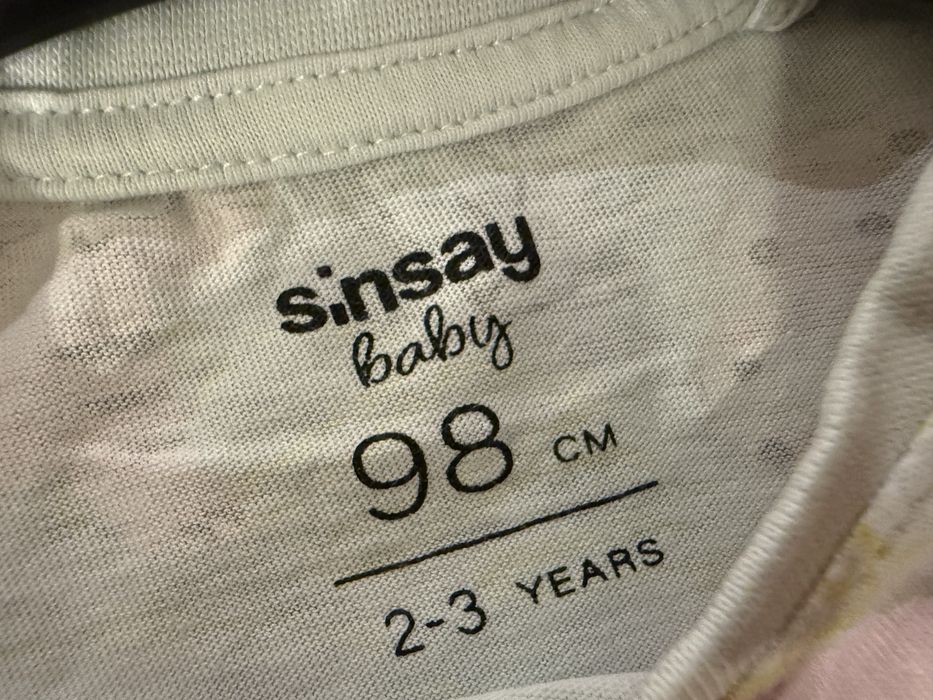 sinsay
baby
98 CM
2-3 YEARS